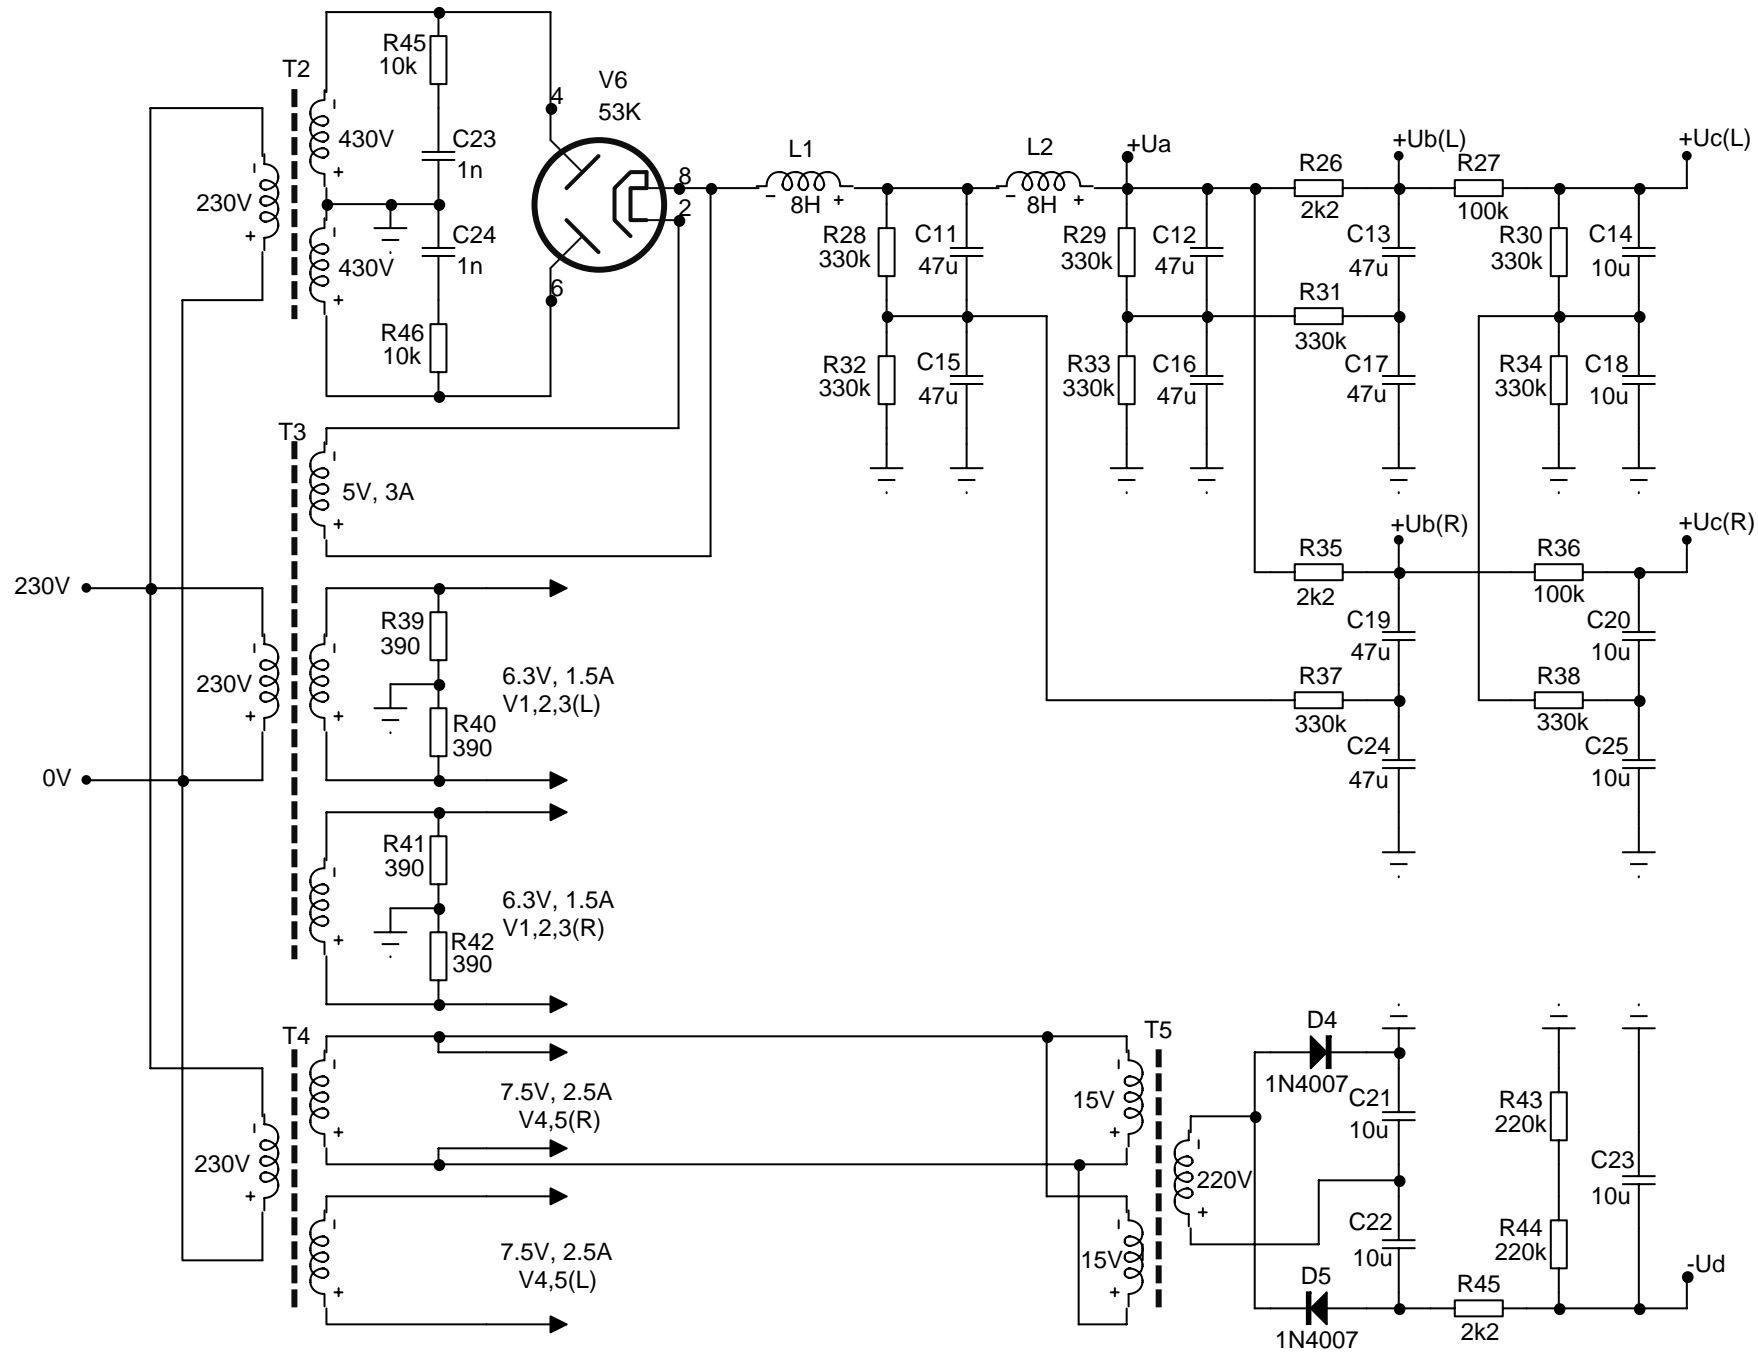 T2
230V
430V
430V
R45
10k
C23
1n
C24
1n
R46
10k
V6
53K
4
8
2
6
L1
8H
L2
8H
+Ua
R26
2k2
+Ub(L)
R27
100k
+Uc(L)
R28
330k
C11
47u
R29
330k
C12
47u
C13
47u
R30
330k
C14
10u
R31
330k
R32
330k
C15
47u
R33
330k
C16
47u
C17
47u
R34
330k
C18
10u
T3
5V, 3A
+Ub(R)
+Uc(R)
R35
2k2
R36
100k
230V
C19
47u
C20
10u
R39
390
230V
6.3V, 1.5A
V1,2,3(L)
R37
330k
R38
330k
R40
390
C24
47u
C25
10u
0V
R41
390
6.3V, 1.5A
V1,2,3(R)
R42
390
T4
T5
D4
1N4007
7.5V, 2.5A
V4,5(R)
15V
C21
10u
R43
220k
230V
220V
C23
10u
7.5V, 2.5A
V4,5(L)
15V
C22
10u
R44
220k
-Ud
D5
1N4007
R45
2k2